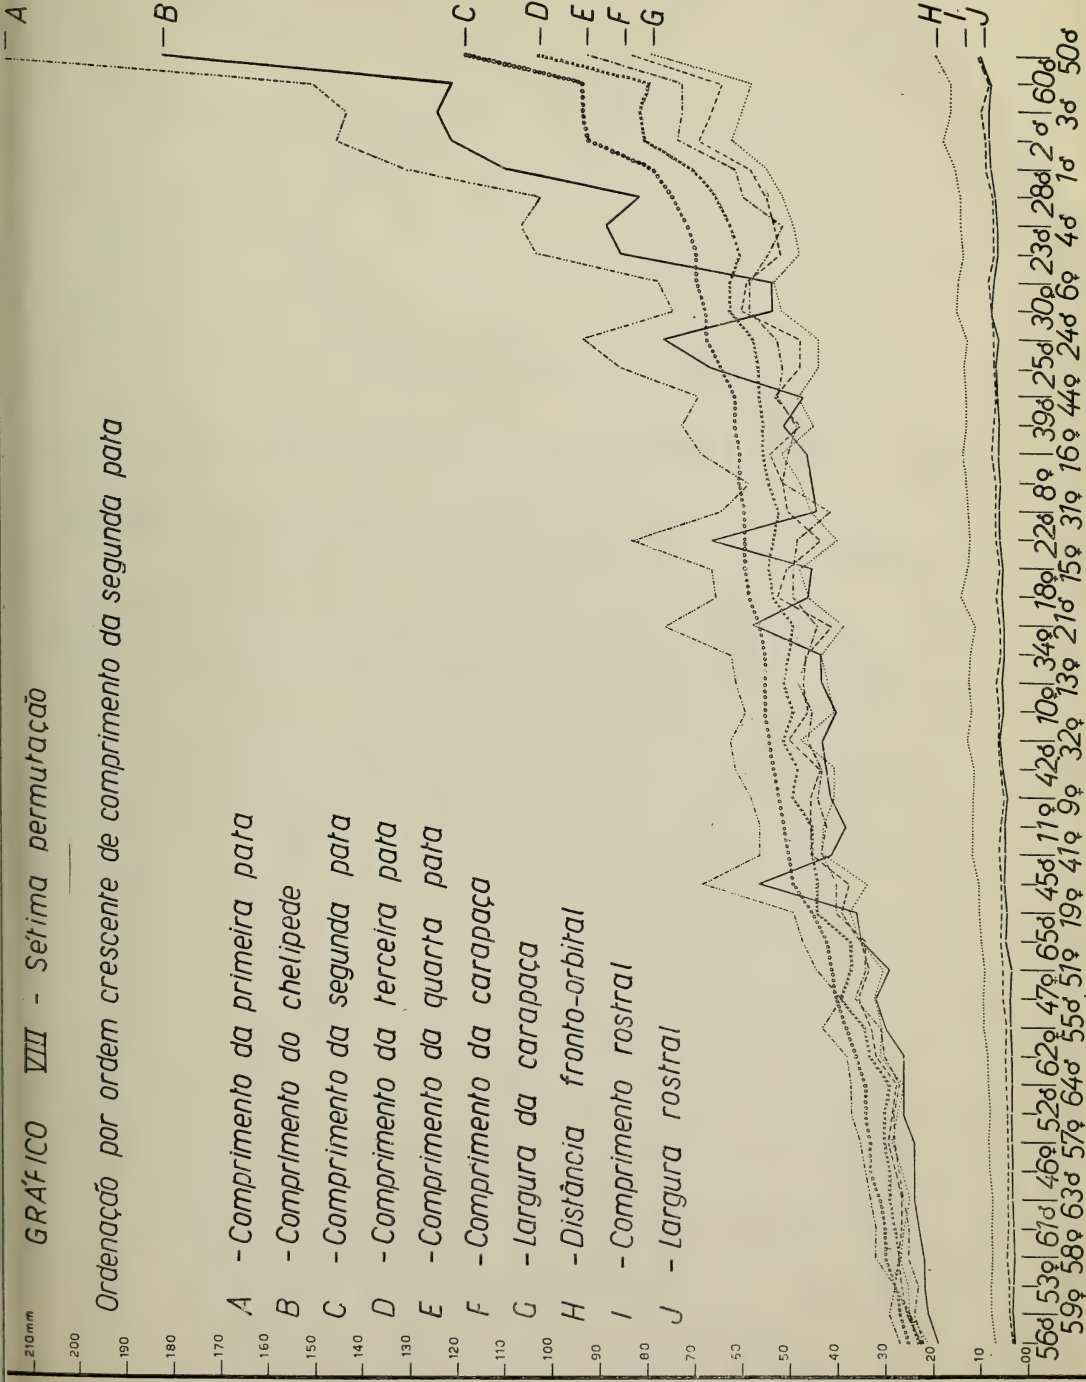 GRÁFICO VIII - Sétima permutação
Ordenação por ordem crescente de comprimento da segunda pata
A - Comprimento da primeira pata
B - Comprimento do chelipede
C - Comprimento da segunda pata
D - Comprimento da terceira pata
E - Comprimento da quarta pata
F - Comprimento da carapaça
G - Largura da carapaça
H - Distância fronto-orbital
I - Comprimento rostral
J - Largura rostral
210mm
200
190
180
170
160
150
140
130
120
110
100
90
80
70
60
50
40
30
20
10
00
A
B
C
D
E
F
G
H
I
J
56♂ 53♀ 61♂ 46♀ 52♂ 62♀ 47♀ 65♂ 45♂ 11♀ 42♂ 10♀ 34♀ 18♀ 22♂ 8♀ 39♂ 25♂ 30♀ 23♂ 28♂ 2♂ 60♂
59♀ 58♀ 63♂ 57♀ 64♂ 55♂ 51♀ 19♀ 41♀ 9♀ 32♀ 13♀ 21♂ 15♀ 31♀ 16♀ 44♀ 24♂ 6♀ 4♂ 1♂ 3♂ 50♂